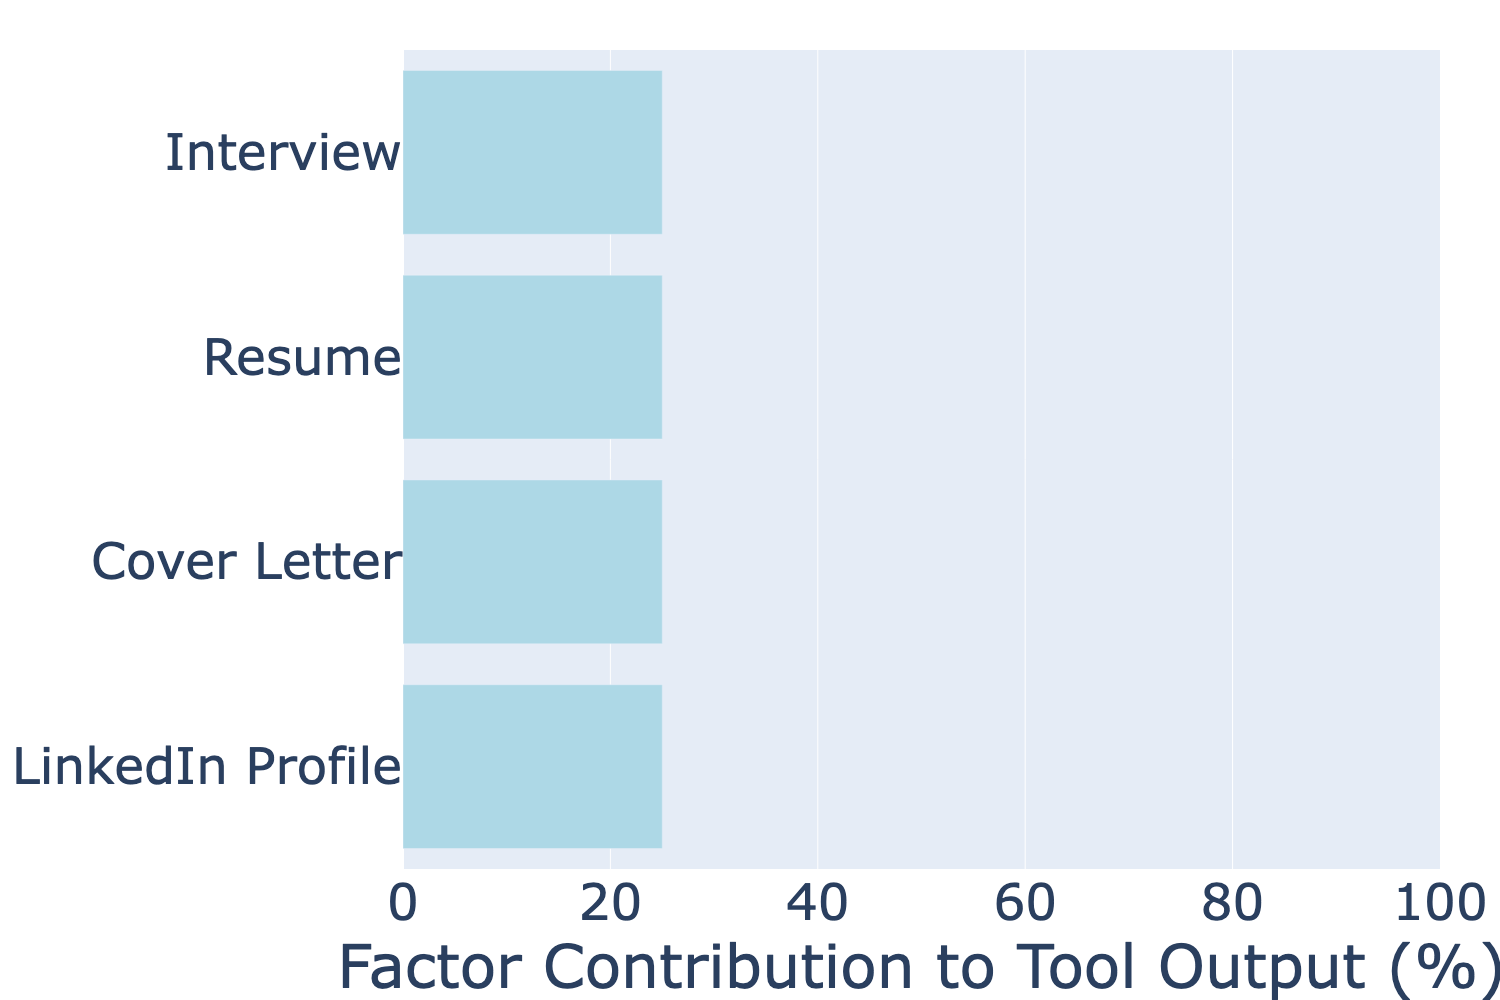 Interview
Resume
Cover Letter
LinkedIn Profile
0 20 40 60 80 100
Factor Contribution to Tool Output (%)